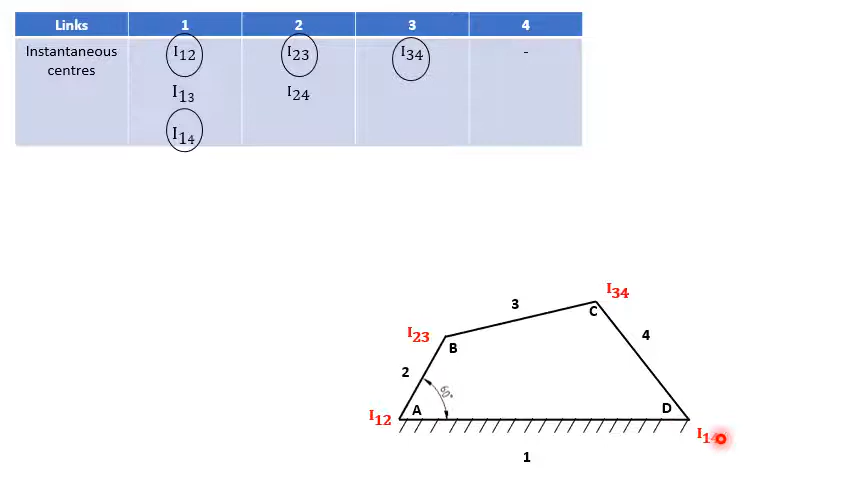 Links 1 2 3 4
Instantaneous centres I12 I23 I34 -
I13 I24
I14
I34
3
C
I23
B
4
2
60°
I12
A
D
I14
1